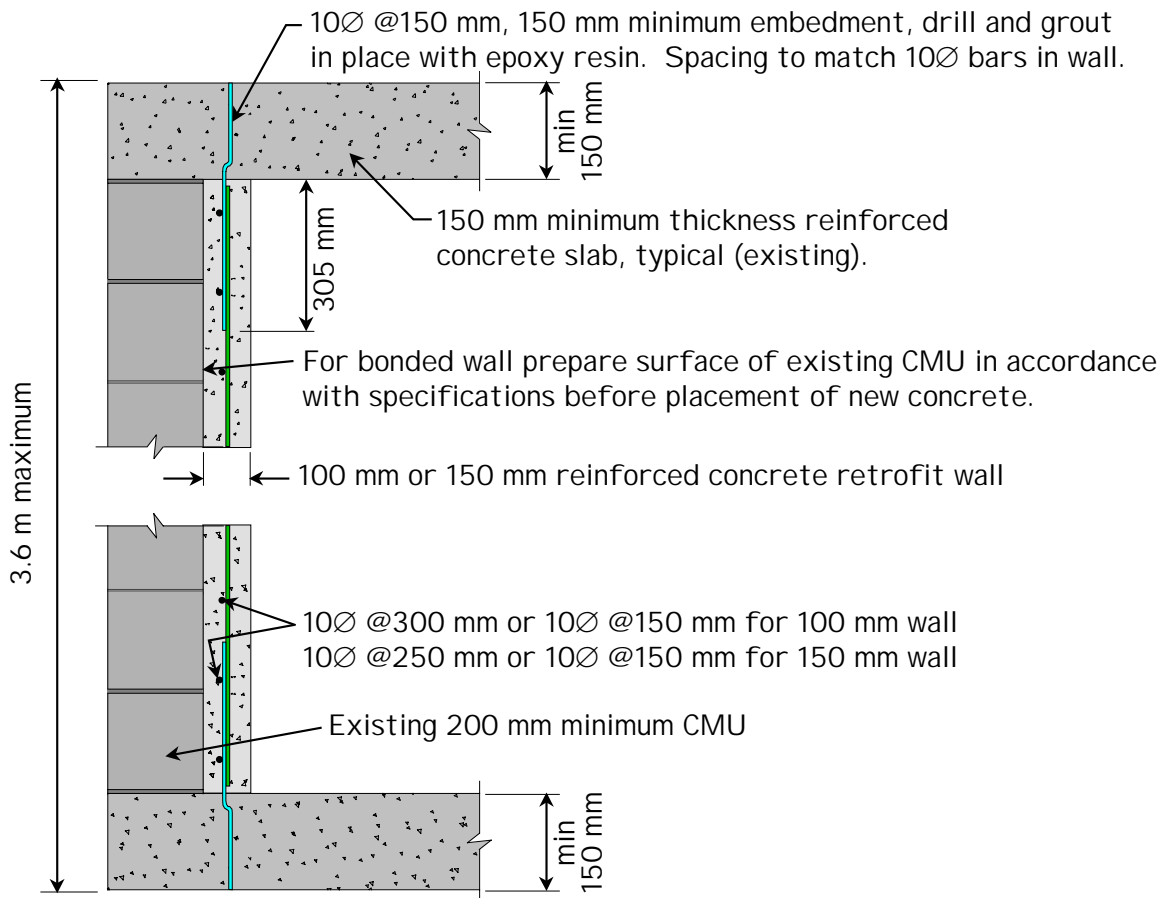 10∅ @150 mm, 150 mm minimum embedment, drill and grout
in place with epoxy resin.  Spacing to match 10∅ bars in wall.
min
150 mm
150 mm minimum thickness reinforced
concrete slab, typical (existing).
305 mm
For bonded wall prepare surface of existing CMU in accordance
with specifications before placement of new concrete.
3.6 m maximum
100 mm or 150 mm reinforced concrete retrofit wall
10∅ @300 mm or 10∅ @150 mm for 100 mm wall
10∅ @250 mm or 10∅ @150 mm for 150 mm wall
Existing 200 mm minimum CMU
min
150 mm